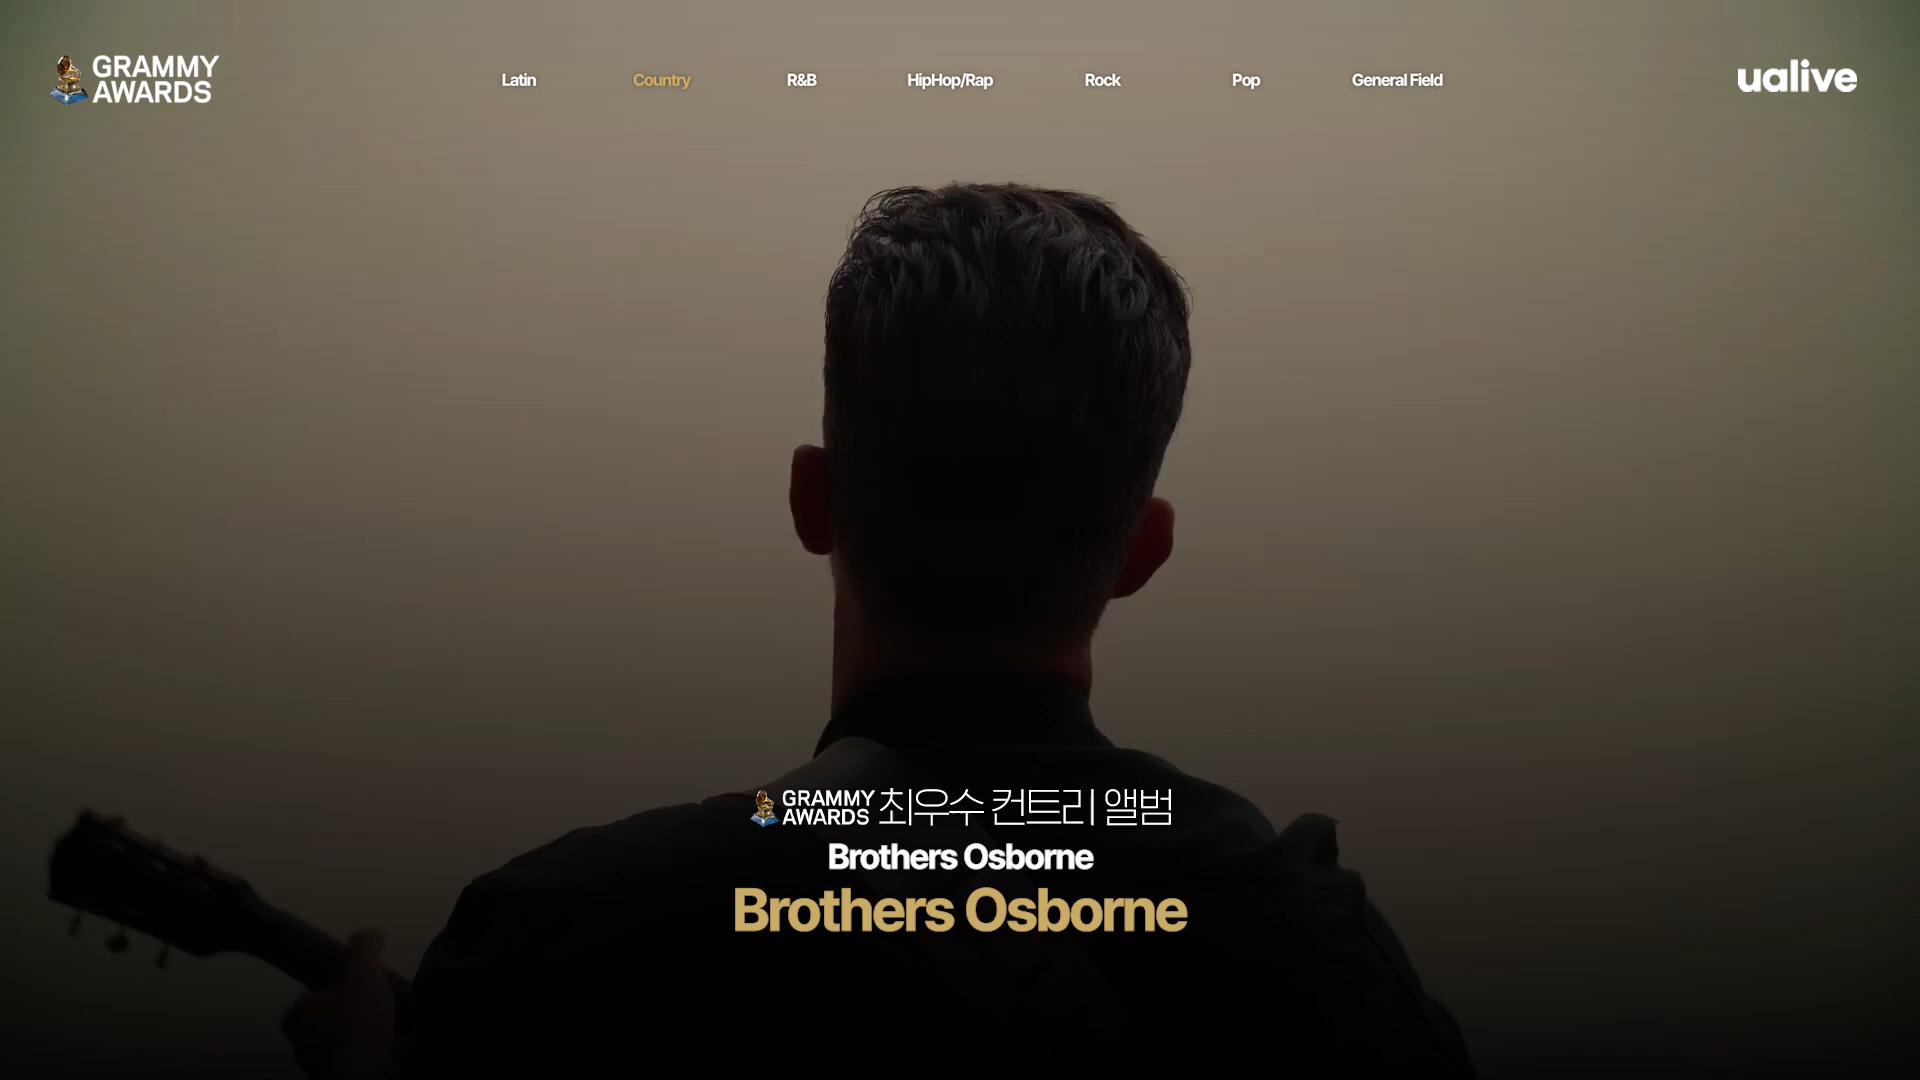 GRAMMY
AWARDS
Latin
Country
R&B
HipHop/Rap
Rock
Pop
General Field
ualive
GRAMMY
AWARDS
최우수 컨트리 앨범
Brothers Osborne
Brothers Osborne